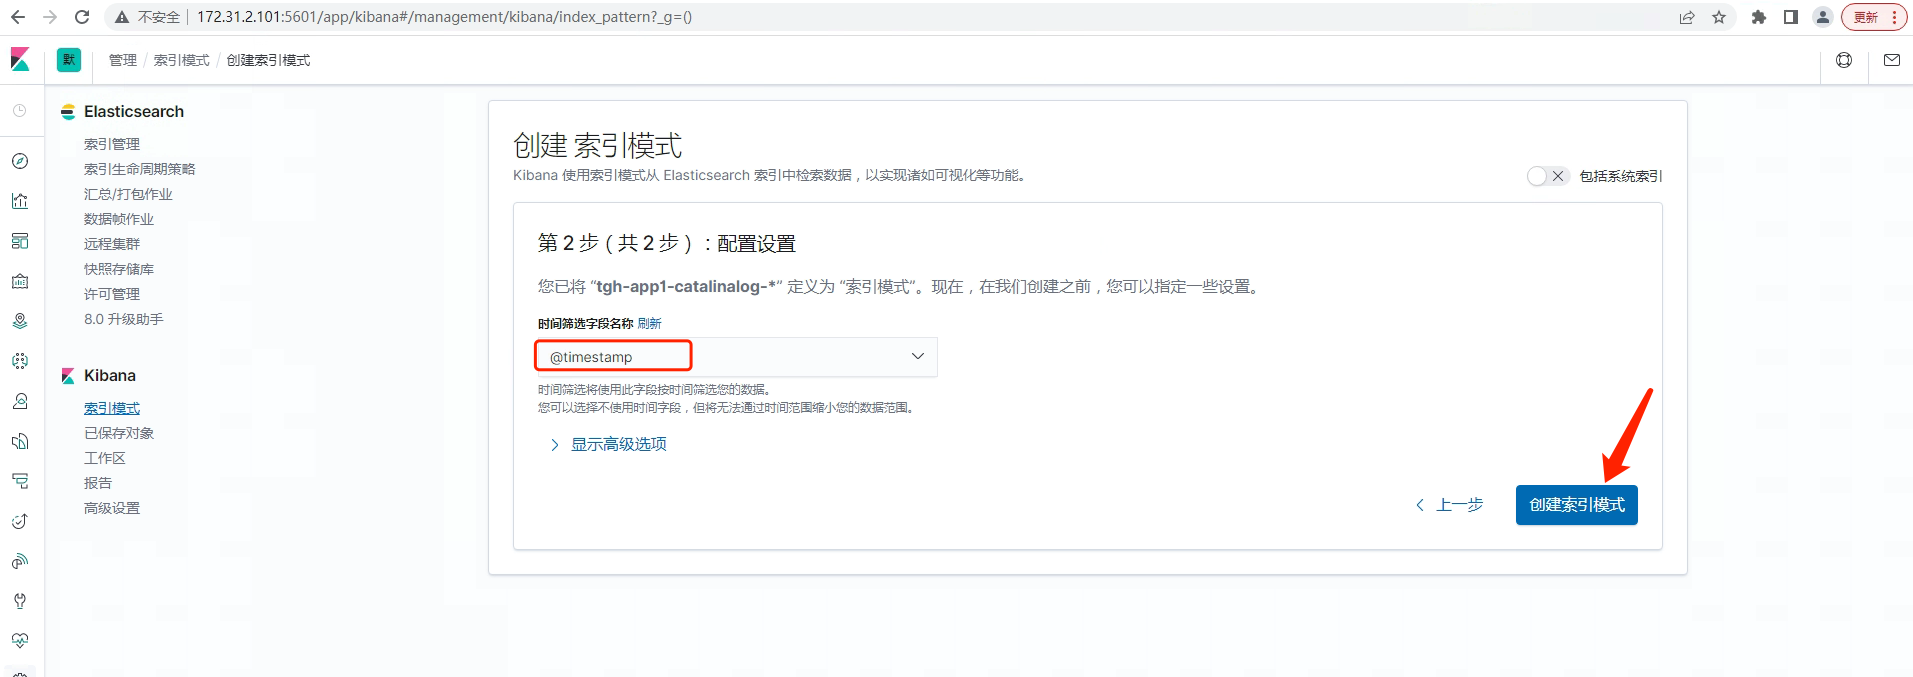 不安全 172.31.2.101:5601/app/kibana#/management/kibana/index_pattern?_g=()
更新
默 管理 / 索引模式 / 创建索引模式
Elasticsearch
索引管理
索引生命周期策略
汇总/打包作业
数据帧作业
远程集群
快照存储库
许可管理
8.0 升级助手
Kibana
索引模式
已保存对象
工作区
报告
高级设置
创建 索引模式
Kibana 使用索引模式从 Elasticsearch 索引中检索数据，以实现诸如可视化等功能。
包括系统索引
第 2 步（共 2 步）：配置设置
您已将 “tgh-app1-catalinalog-*” 定义为 “索引模式”。现在，在我们创建之前，您可以指定一些设置。
时间筛选字段名称 刷新
@timestamp
时间筛选将使用此字段按时间筛选您的数据。
您可以选择不使用时间字段，但将无法通过时间范围缩小您的数据范围。
显示高级选项
上一步
创建索引模式